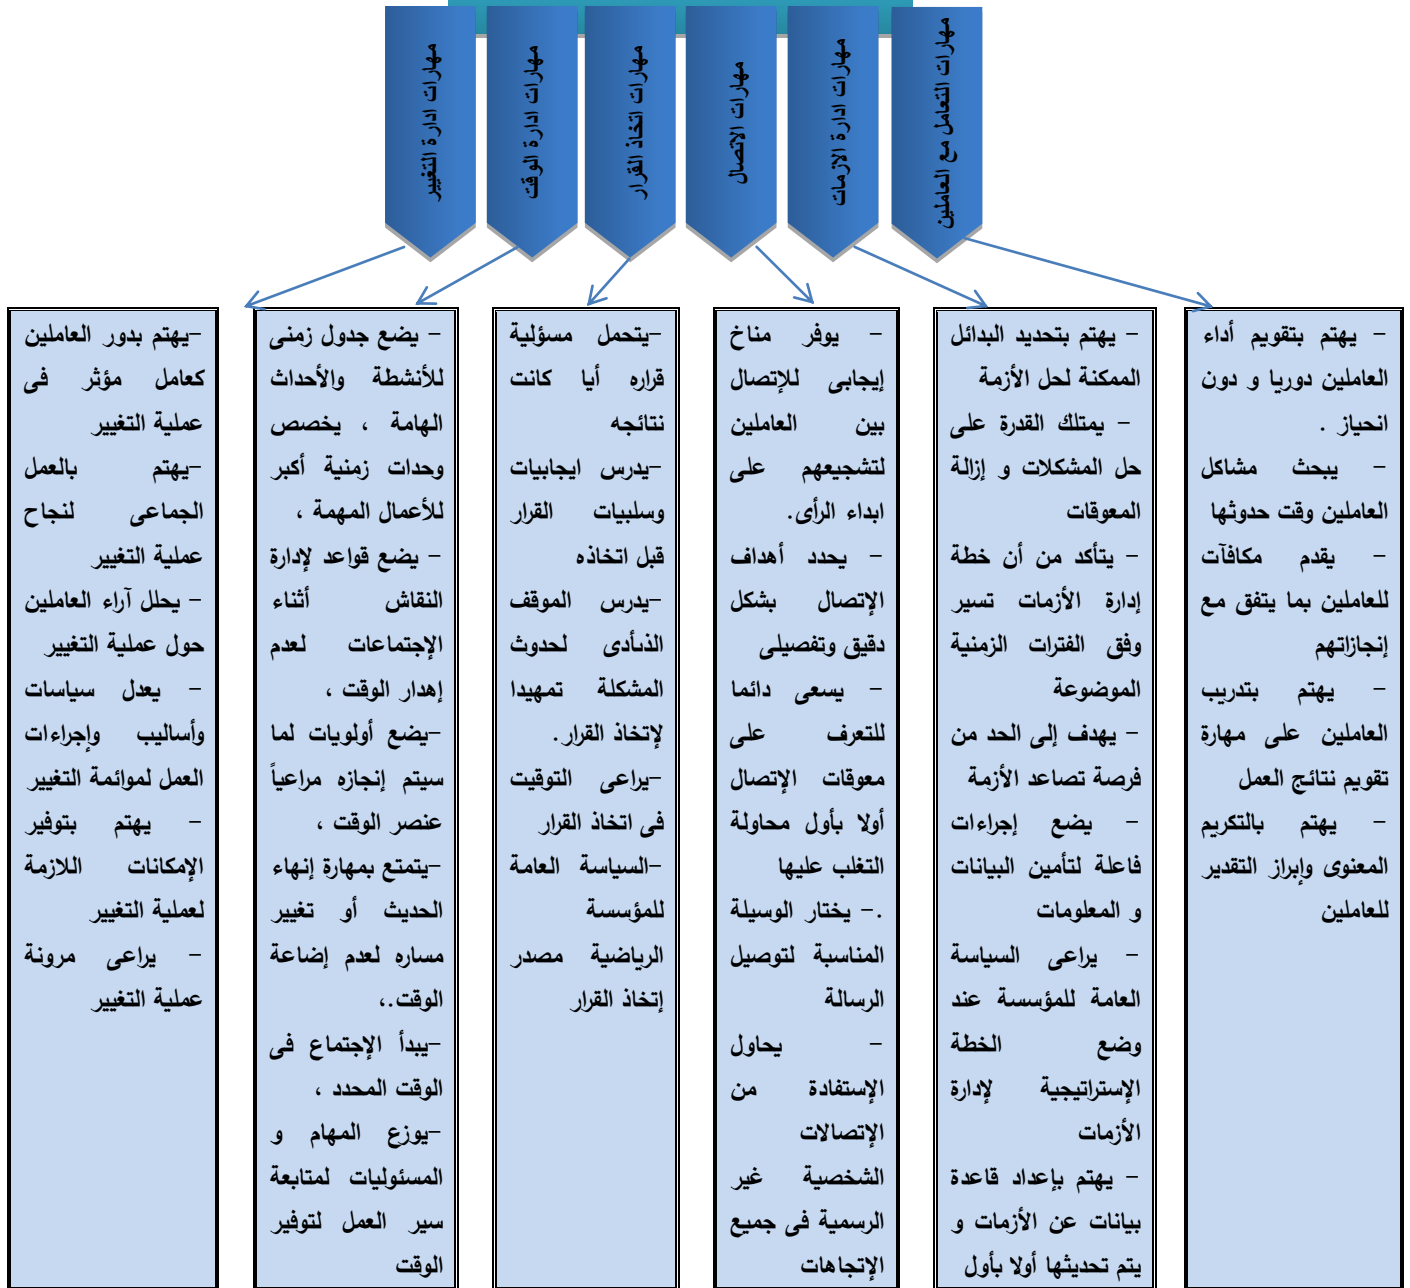 مهارات التعامل مع العاملين
مهارات ادارة الازمات
مهارات الاتصال
مهارات اتخاذ القرار
مهارات ادارة الوقت
مهارات ادارة التغيير
- يهتم بتقويم أداء
العاملين دوريا و دون
انحياز .
- يبحث مشاكل
العاملين وقت حدوثها
- يقدم مكافآت
للعاملين بما يتفق مع
إنجازاتهم
- يهتم بتدريب
العاملين على مهارة
تقويم نتائج العمل
- يهتم بالتكريم
المعنوى وإبراز التقدير
للعاملين
- يهتم بتحديد البدائل
الممكنة لحل الأزمة
- يمتلك القدرة على
حل المشكلات و إزالة
المعوقات
- يتأكد من أن خطة
إدارة الأزمات تسير
وفق الفترات الزمنية
الموضوعة
- يهدف إلى الحد من
فرصة تصاعد الأزمة
- يضع إجراءات
فاعلة لتأمين البيانات
و المعلومات
- يراعى السياسة
العامة للمؤسسة عند
وضع الخطة
الإستراتيجية لإدارة
الأزمات
- يهتم بإعداد قاعدة
بيانات عن الأزمات و
يتم تحديثها أولا بأول
- يوفر مناخ
إيجابى للإتصال
بين العاملين
لتشجيعهم على
ابداء الرأى.
- يحدد أهداف
الإتصال بشكل
دقيق وتفصيلى
- يسعى دائما
للتعرف على
معوقات الإتصال
أولا بأول محاولة
التغلب عليها
.- يختار الوسيلة
المناسبة لتوصيل
الرسالة
- يحاول
الإستفادة من
الإتصالات
الشخصية غير
الرسمية فى جميع
الإتجاهات
-يتحمل مسؤلية
قراره أيا كانت
نتائجه
-يدرس ايجابيات
وسلبيات القرار
قبل اتخاذه
-يدرس الموقف
الذىأدى لحدوث
المشكلة تمهيدا
لإتخاذ القرار.
-يراعى التوقيت
فى اتخاذ القرار
-السياسة العامة
للمؤسسة
الرياضية مصدر
إتخاذ القرار
- يضع جدول زمنى
للأنشطة والأحداث
الهامة ، يخصص
وحدات زمنية أكبر
للأعمال المهمة ،
- يضع قواعد لإدارة
النقاش أثناء
الإجتماعات لعدم
إهدار الوقت ،
-يضع أولويات لما
سيتم إنجازه مراعياً
عنصر الوقت ،
-يتمتع بمهارة إنهاء
الحديث أو تغيير
مساره لعدم إضاعة
الوقت.،
-يبدأ الإجتماع فى
الوقت المحدد ،
-يوزع المهام و
المسئوليات لمتابعة
سير العمل لتوفير
الوقت
-يهتم بدور العاملين
كعامل مؤثر فى
عملية التغيير
-يهتم بالعمل
الجماعى لنجاح
عملية التغيير
- يحلل آراء العاملين
حول عملية التغيير
- يعدل سياسات
وأساليب وإجراءات
العمل لموائمة التغيير
- يهتم بتوفير
الإمكانات اللازمة
لعملية التغيير
- يراعى مرونة
عملية التغيير